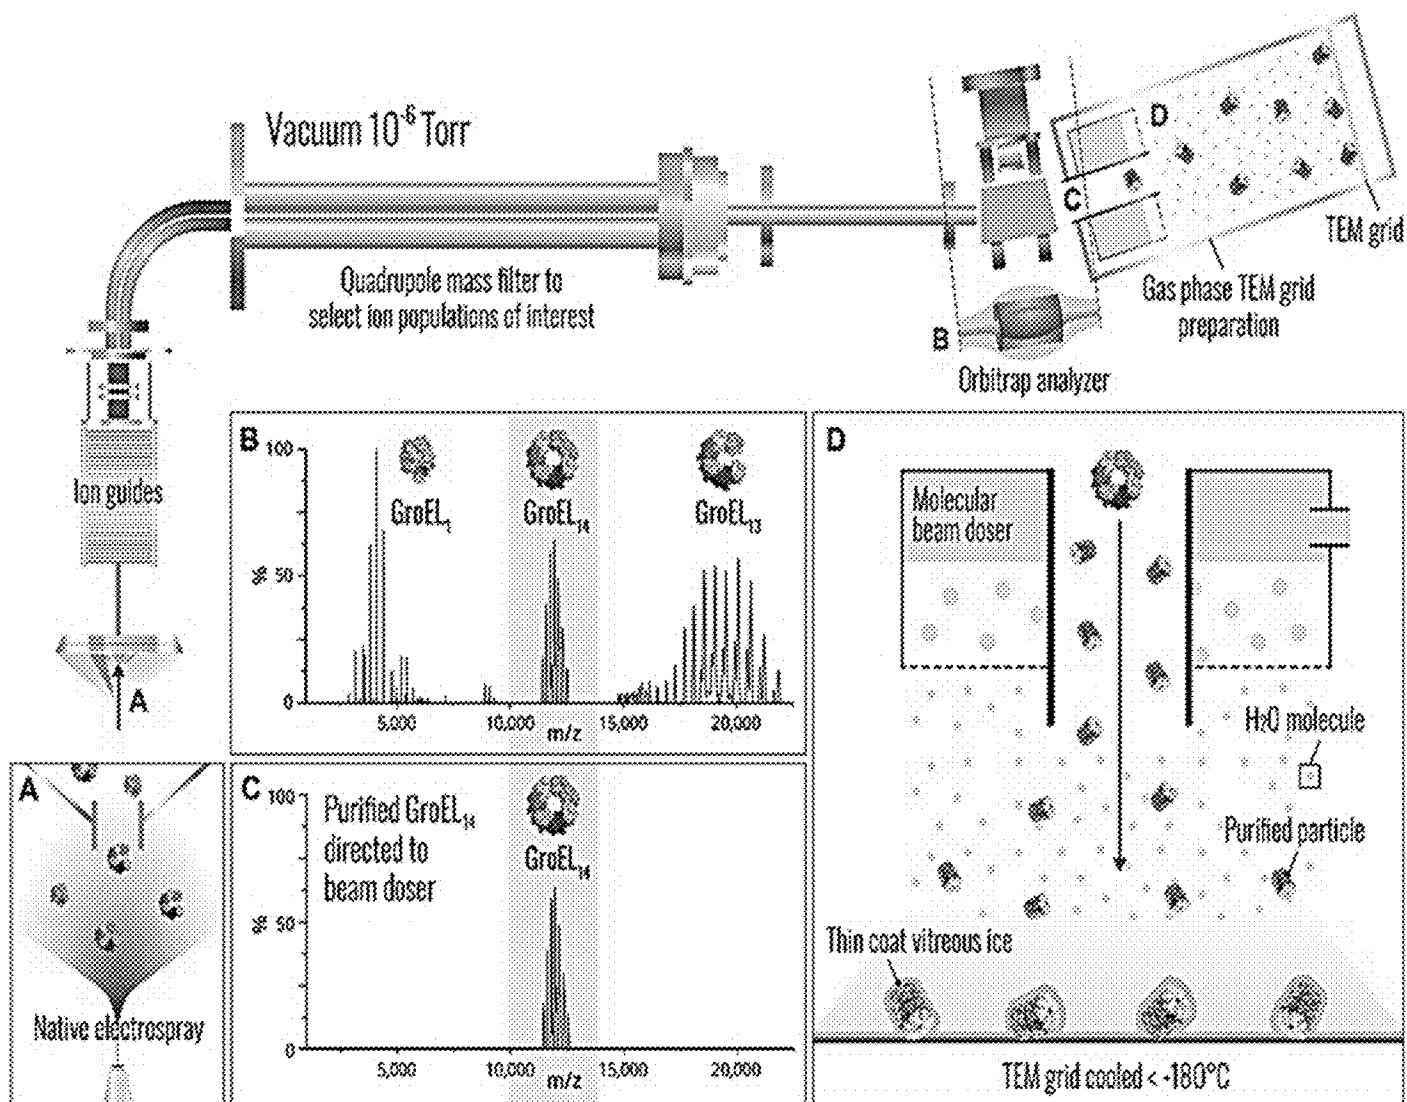 Vacuum 10⁻⁶ Torr
Quadrupole mass filter to
select ion populations of interest
Ion guides
A
D
C
TEM grid
Gas phase TEM grid
preparation
B
Orbitrap analyzer
B
100
50
0
%
GroEL₁
GroEL₁₄
GroEL₁₃
5,000
10,000
15,000
20,000
m/z
A
Native electrospray
C
100
50
0
%
Purified GroEL₁₄
directed to
beam doser
GroEL₁₄
5,000
10,000
15,000
20,000
m/z
D
Molecular
beam doser
H₂O molecule
Purified particle
Thin coat vitreous ice
TEM grid cooled < -180°C